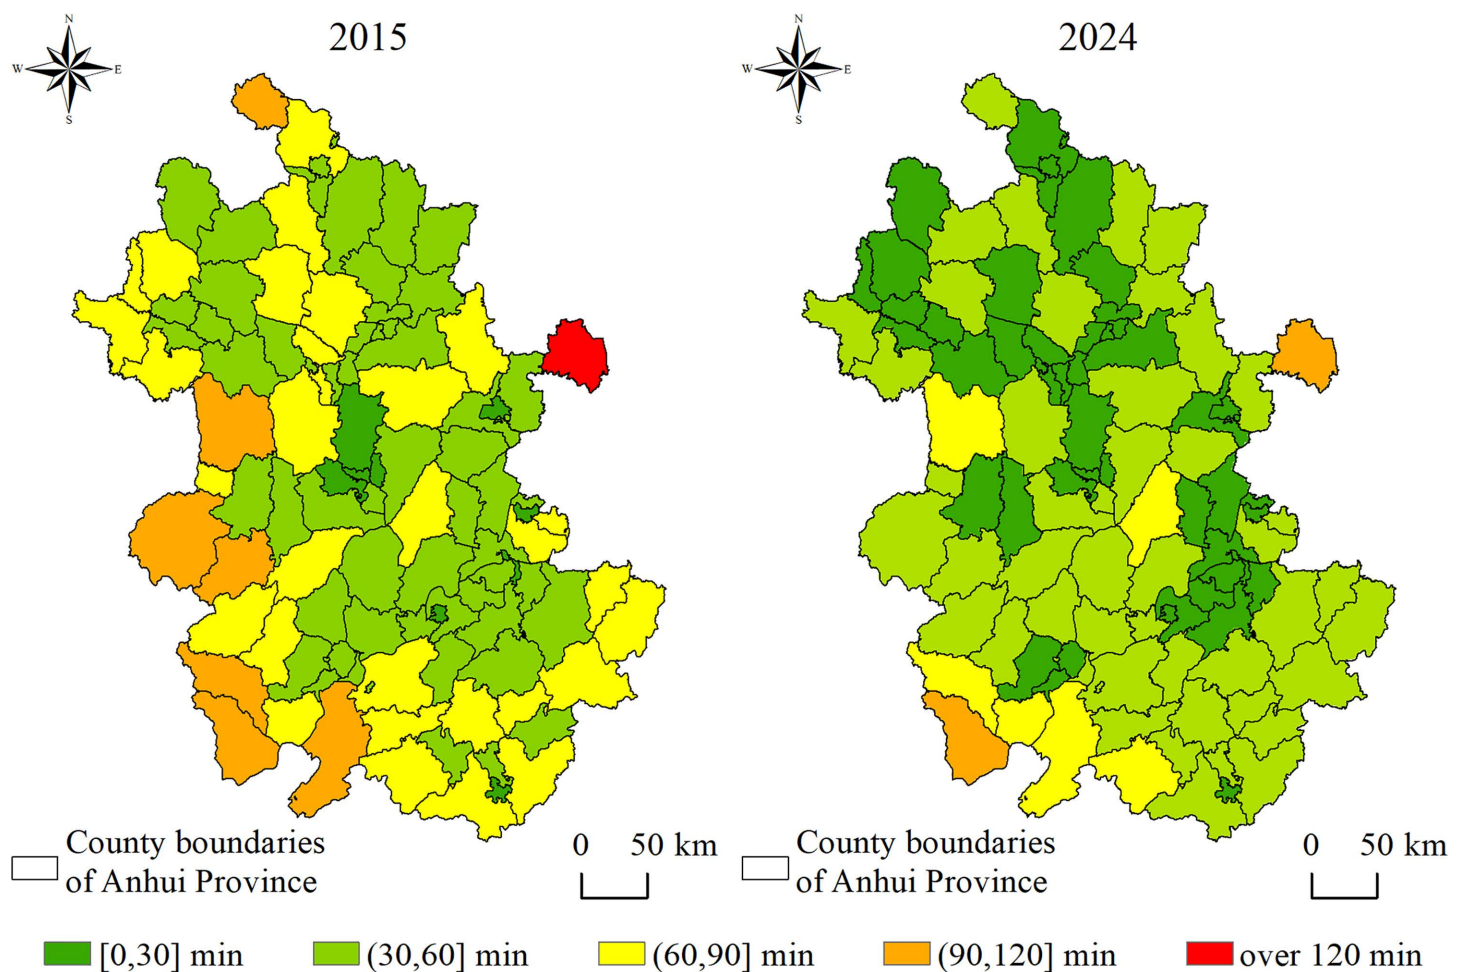 2015
2024
N
W E
S
N
W E
S
County boundaries
of Anhui Province
0 50 km
County boundaries
of Anhui Province
0 50 km
[0,30] min
(30,60] min
(60,90] min
(90,120] min
over 120 min